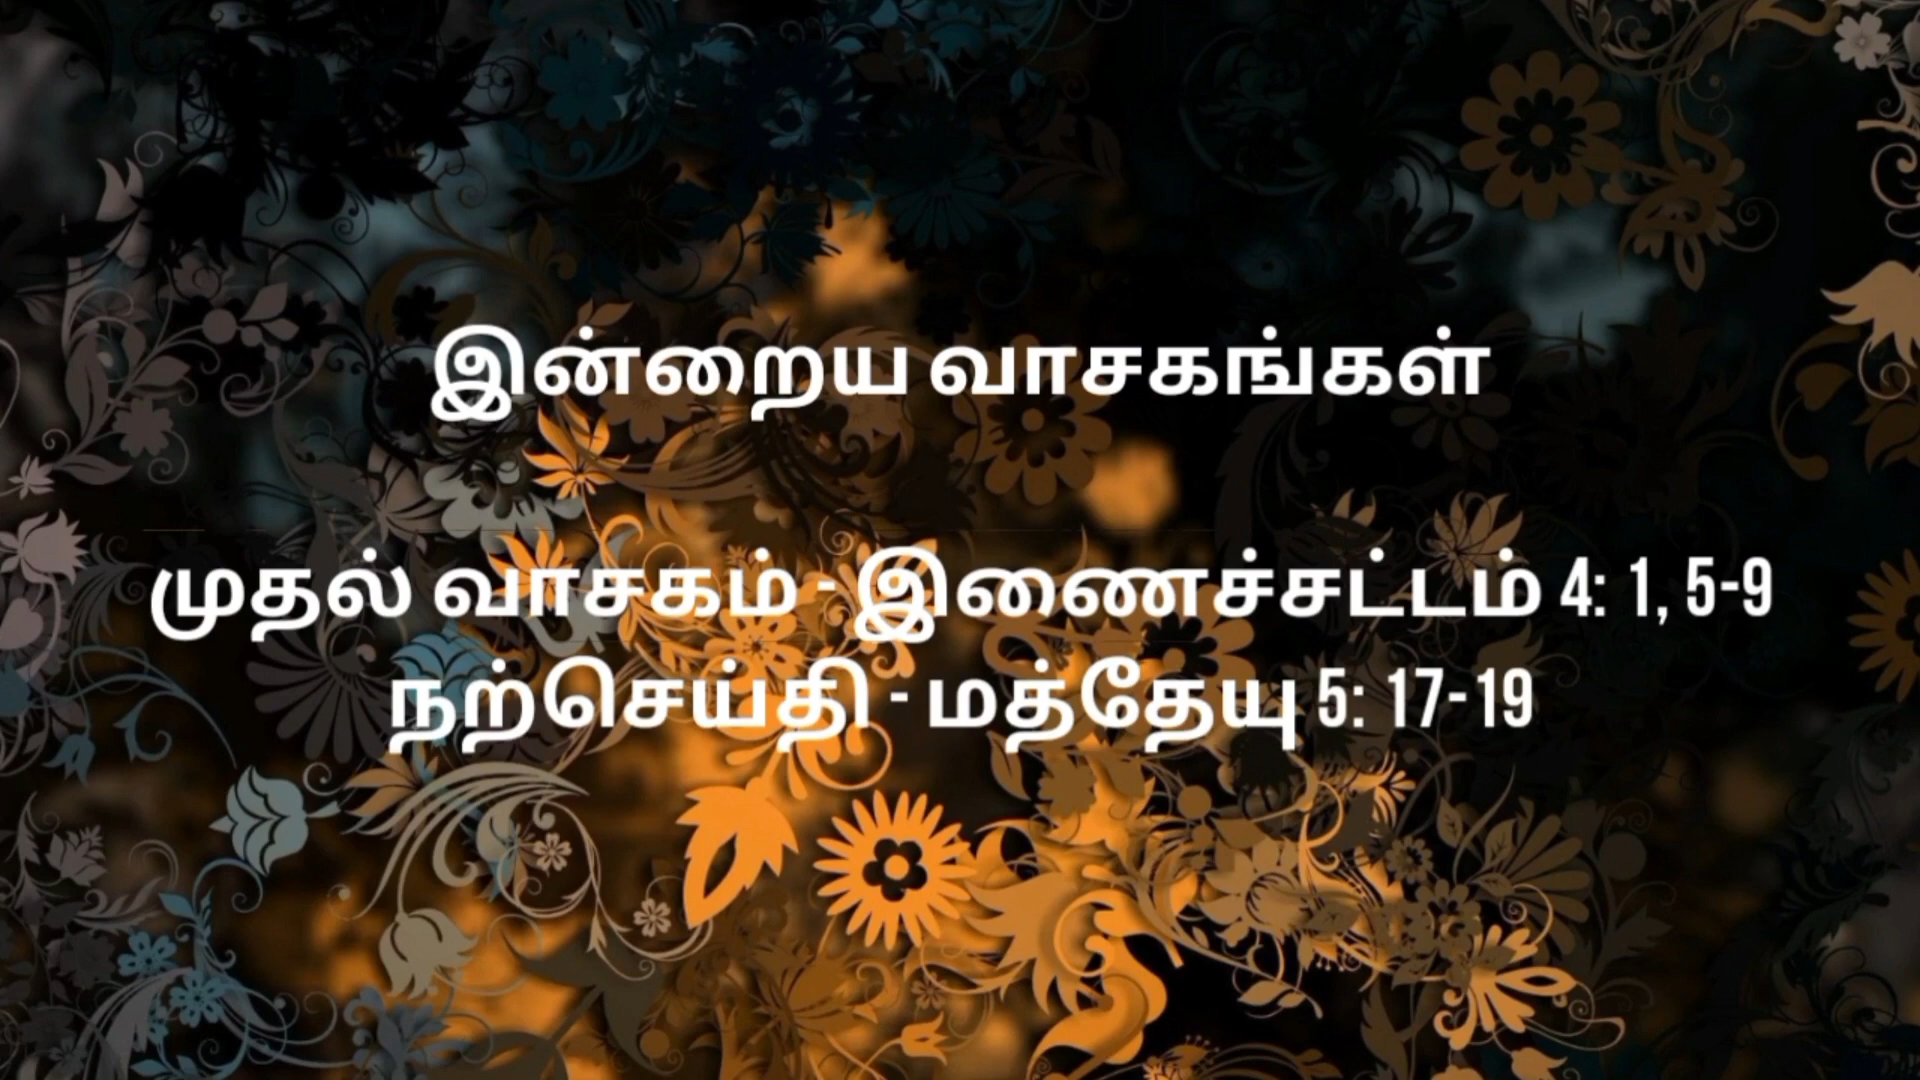 இன்றைய வாசகங்கள்
முதல் வாசகம் - இணைச்சட்டம் 4: 1, 5-9
நற்செய்தி - மத்தேயு 5: 17-19